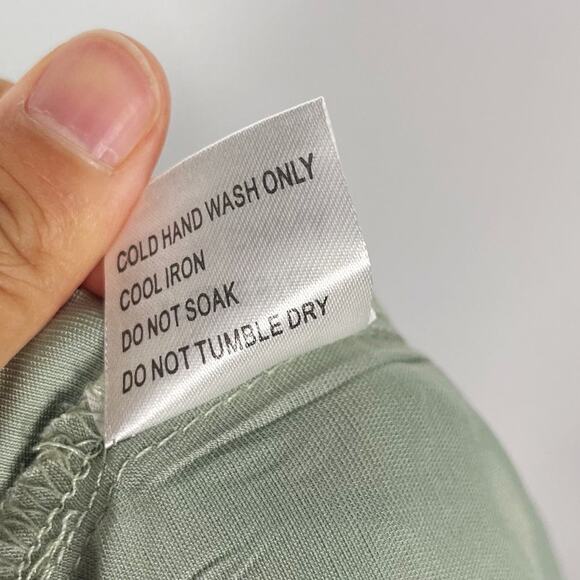 COLD HAND WASH ONLY
COOL IRON
DO NOT SOAK
DO NOT TUMBLE DRY